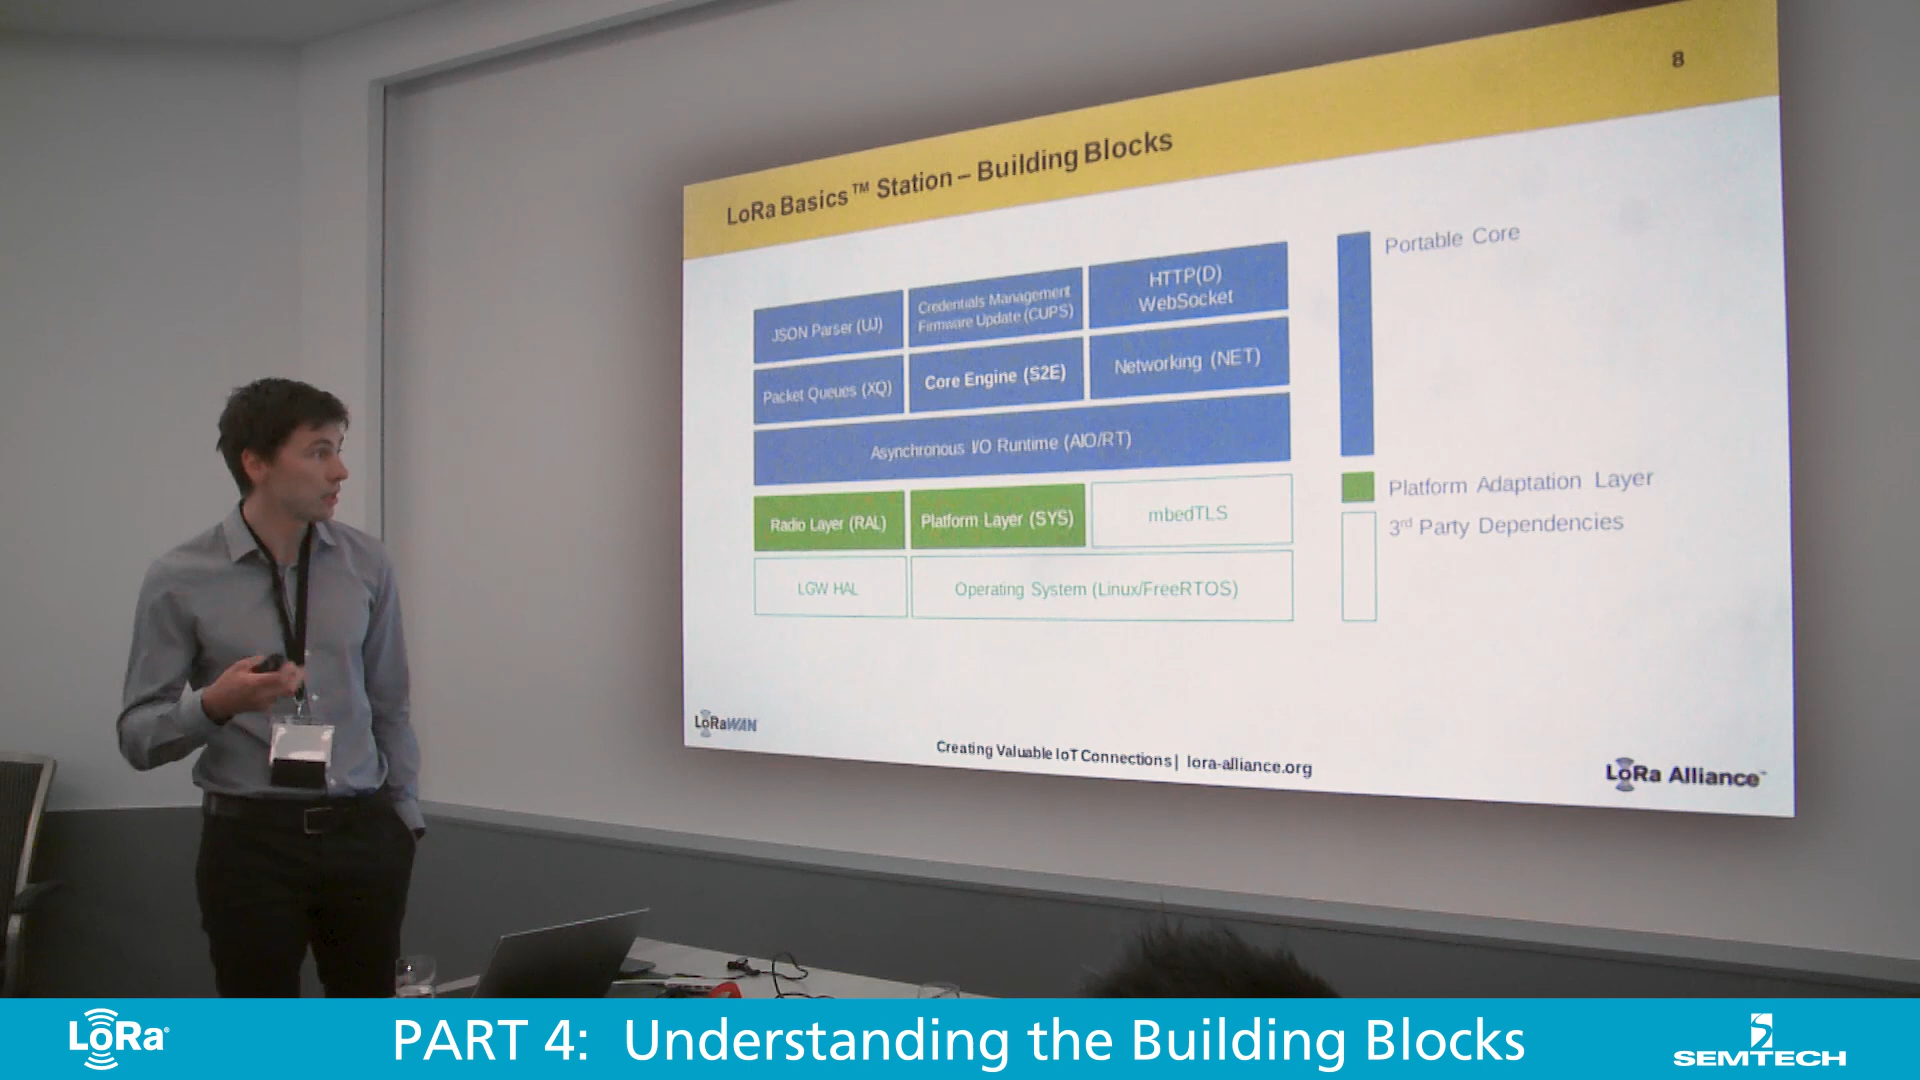 8
LoRa Basics™ Station – Building Blocks
JSON Parser (UJ)
Credentials Management
Firmware Update (CUPS)
HTTP(D)
WebSocket
Packet Queues (XQ)
Core Engine (S2E)
Networking (NET)
Asynchronous I/O Runtime (AIO/RT)
Radio Layer (RAL)
Platform Layer (SYS)
mbedTLS
LGW HAL
Operating System (Linux/FreeRTOS)
Portable Core
Platform Adaptation Layer
3rd Party Dependencies
LoRaWAN
Creating Valuable IoT Connections | lora-alliance.org
LoRa Alliance™
LoRa®
PART 4: Understanding the Building Blocks
SEMTECH